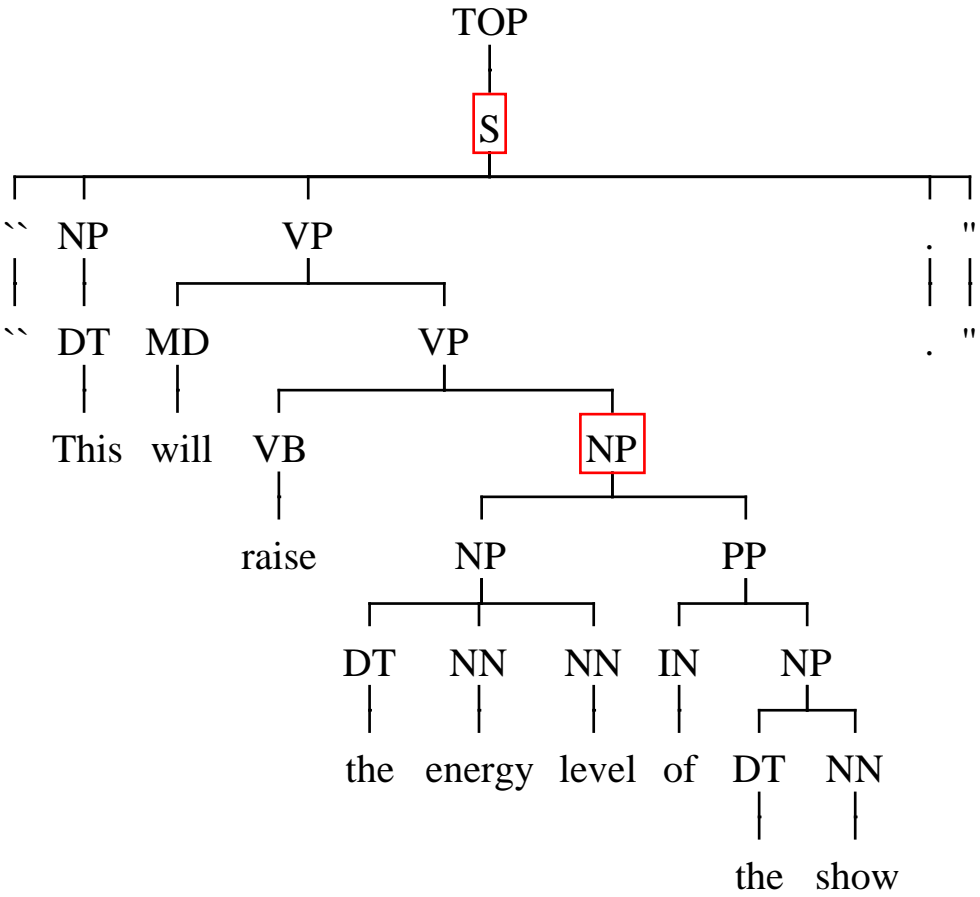 TOP
S
`` NP VP . "
`` DT MD VP . "
This will VB NP
raise NP PP
DT NN NN IN NP
the energy level of DT NN
the show